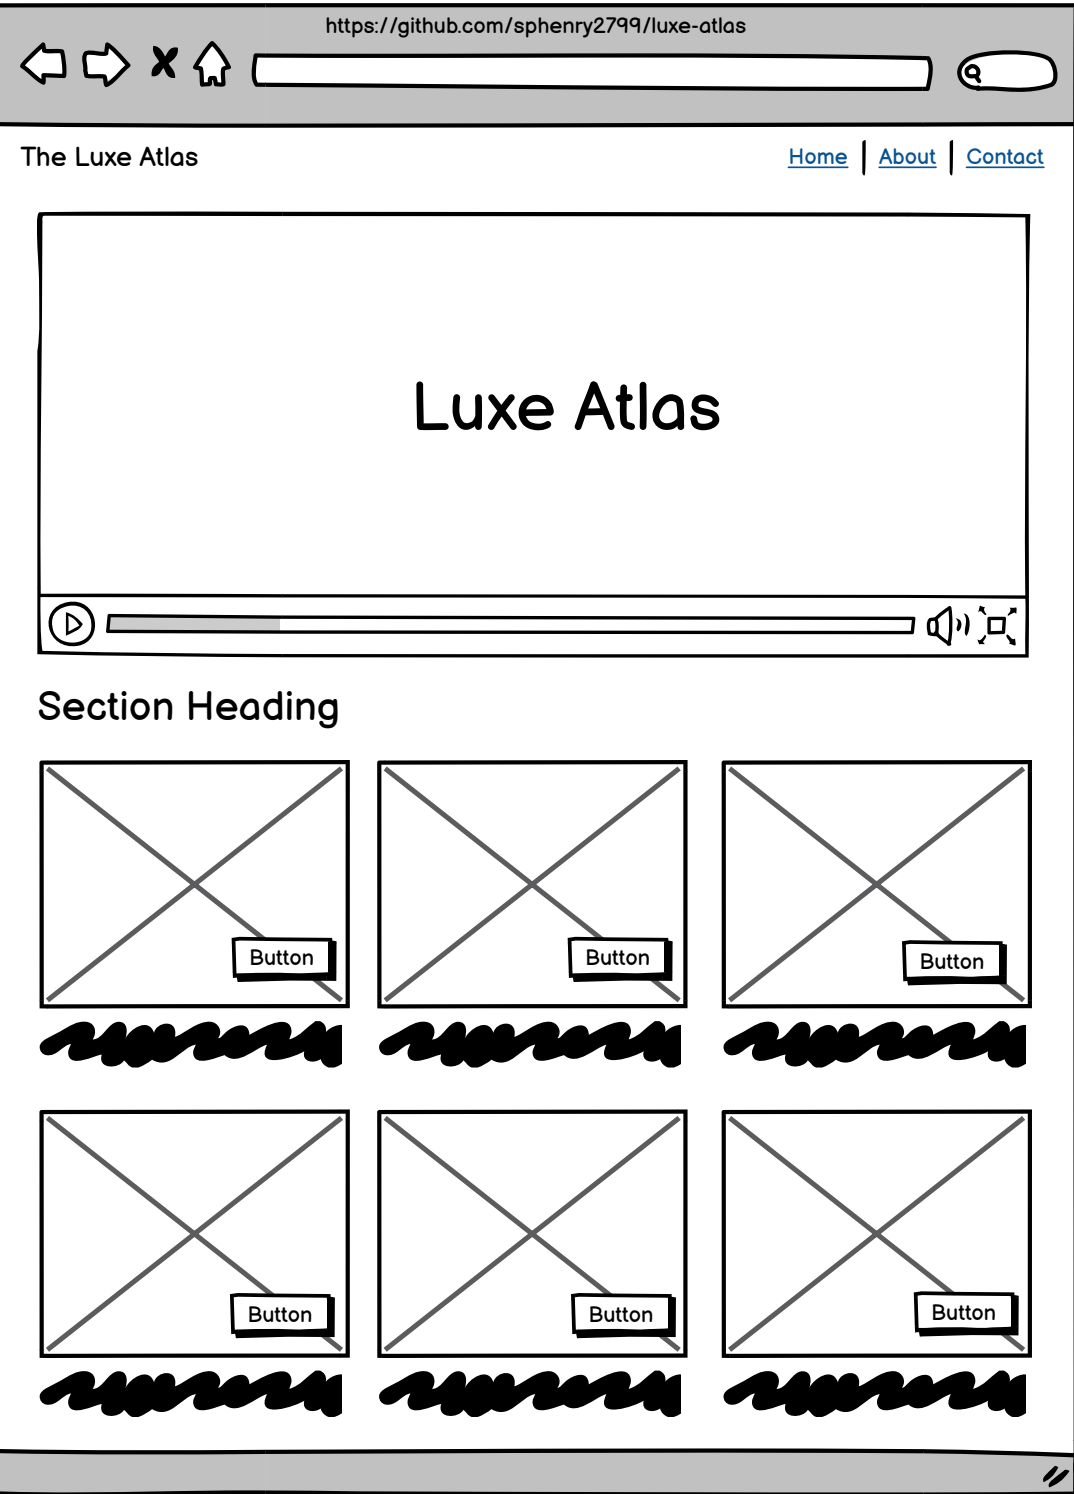 https://github.com/sphenry2799/luxe-atlas
The Luxe Atlas
Home | About | Contact
Luxe Atlas
Section Heading
Button Button Button
Button Button Button